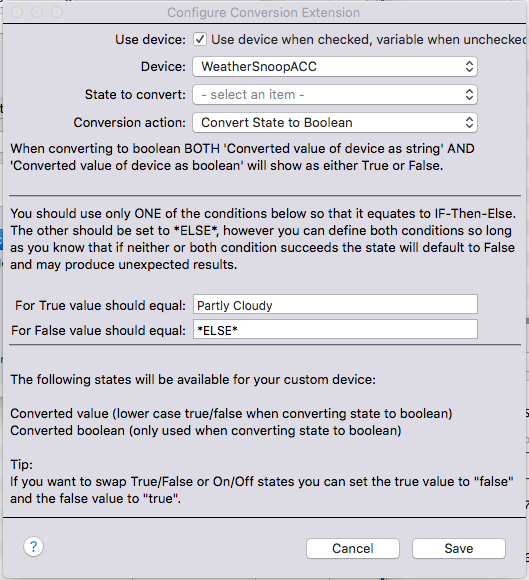 Configure Conversion Extension
Use device: Use device when checked, variable when unchecked
Device: WeatherSnoopACC
State to convert: - select an item -
Conversion action: Convert State to Boolean
When converting to boolean BOTH 'Converted value of device as string' AND
'Converted value of device as boolean' will show as either True or False.
You should use only ONE of the conditions below so that it equates to IF-Then-Else.
The other should be set to *ELSE*, however you can define both conditions so long
as you know that if neither or both condition succeeds the state will default to False
and may produce unexpected results.
For True value should equal: Partly Cloudy
For False value should equal: *ELSE*
The following states will be available for your custom device:
Converted value (lower case true/false when converting state to boolean)
Converted boolean (only used when converting state to boolean)
Tip:
If you want to swap True/False or On/Off states you can set the true value to "false"
and the false value to "true".
? Cancel Save